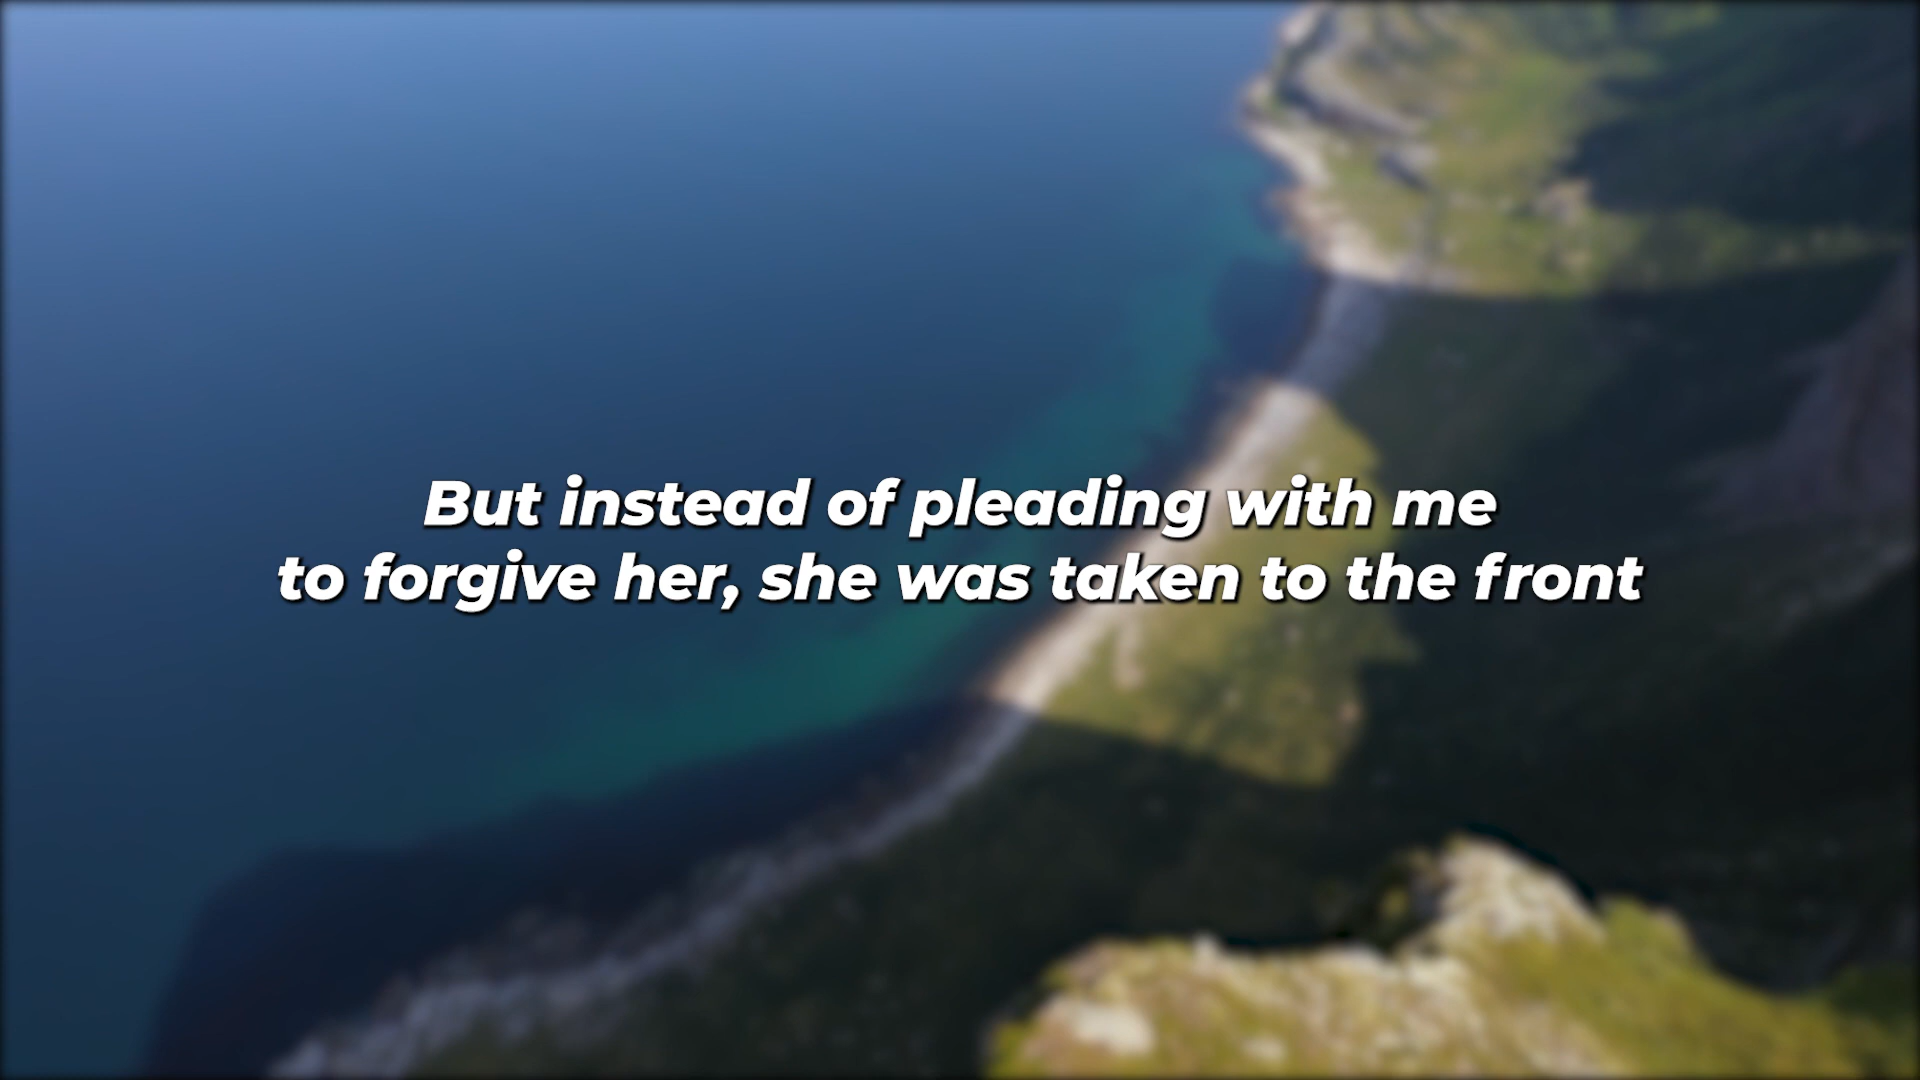 But instead of pleading with me
to forgive her, she was taken to the front